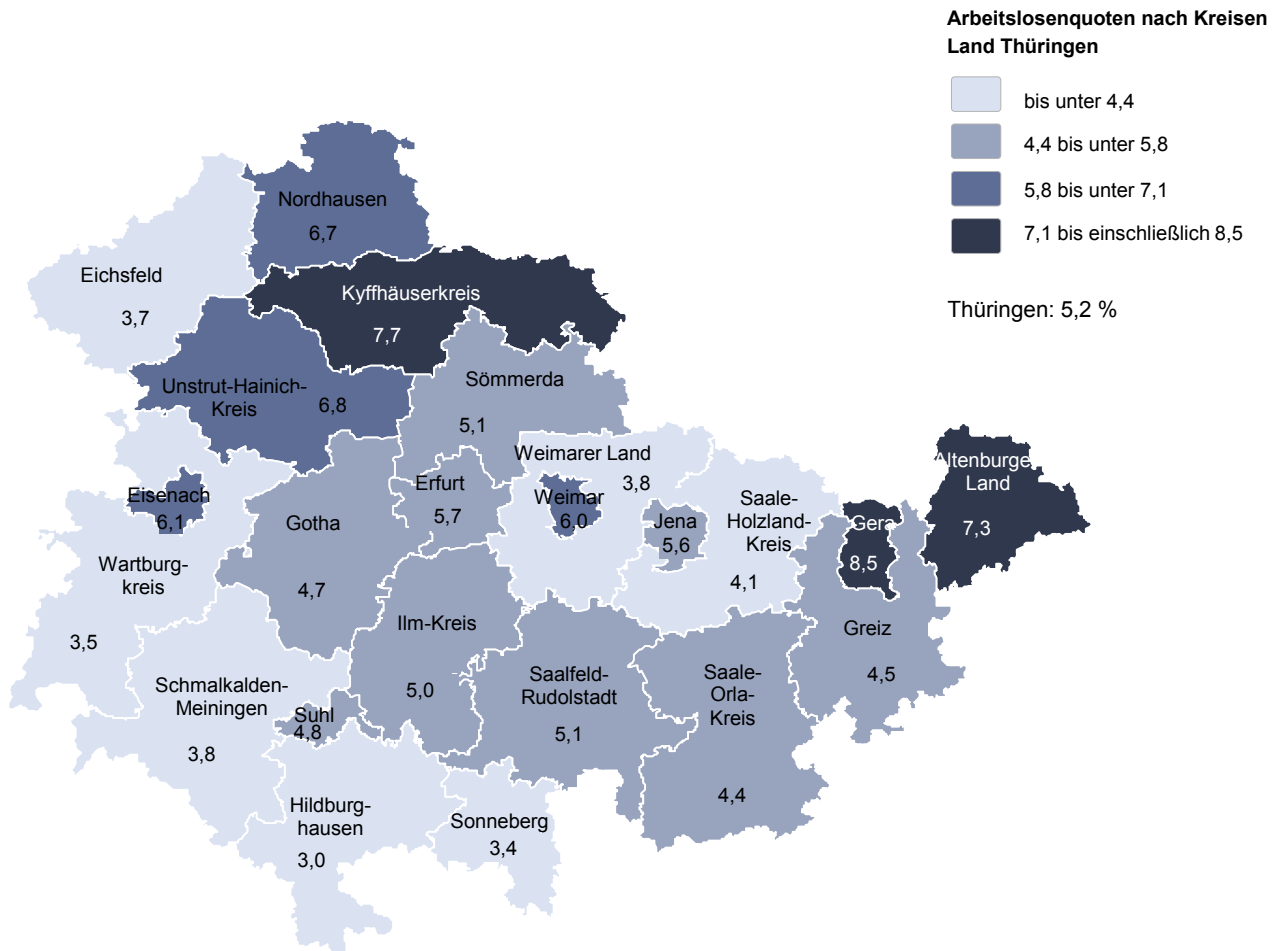 Arbeitslosenquoten nach Kreisen
Land Thüringen
bis unter 4,4
4,4 bis unter 5,8
5,8 bis unter 7,1
7,1 bis einschließlich 8,5
Thüringen: 5,2 %
Nordhausen
6,7
Eichsfeld
3,7
Kyffhäuserkreis
7,7
Unstrut-Hainich-
Kreis
6,8
Sömmerda
5,1
Weimarer Land
3,8
Altenburge
Land
7,3
Eisenach
6,1
Gotha
4,7
Erfurt
5,7
Weimar
6,0
Jena
5,6
Saale-
Holzland-
Kreis
4,1
Gera
8,5
Wartburg-
kreis
3,5
Ilm-Kreis
5,0
Greiz
4,5
Schmalkalden-
Meiningen
3,8
Suhl
4,8
Saalfeld-
Rudolstadt
5,1
Saale-
Orla-
Kreis
4,4
Hildburg-
hausen
3,0
Sonneberg
3,4